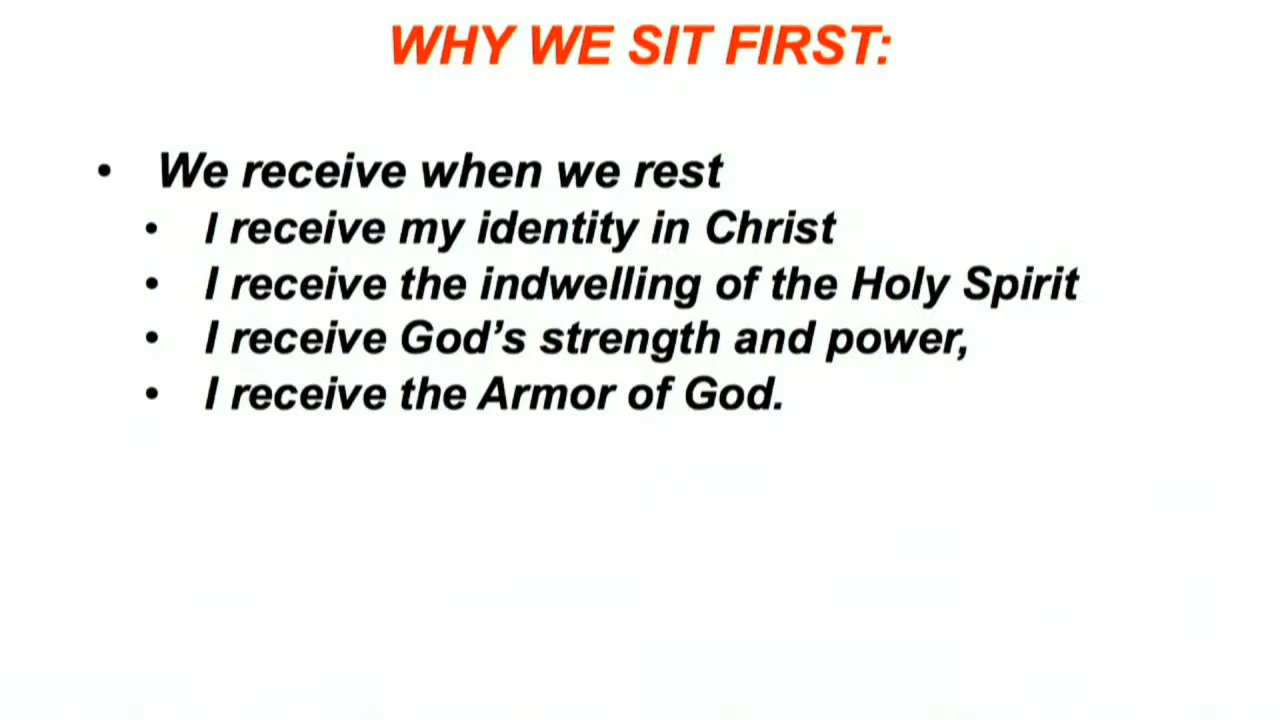 WHY WE SIT FIRST:
• We receive when we rest
• I receive my identity in Christ
• I receive the indwelling of the Holy Spirit
• I receive God’s strength and power,
• I receive the Armor of God.